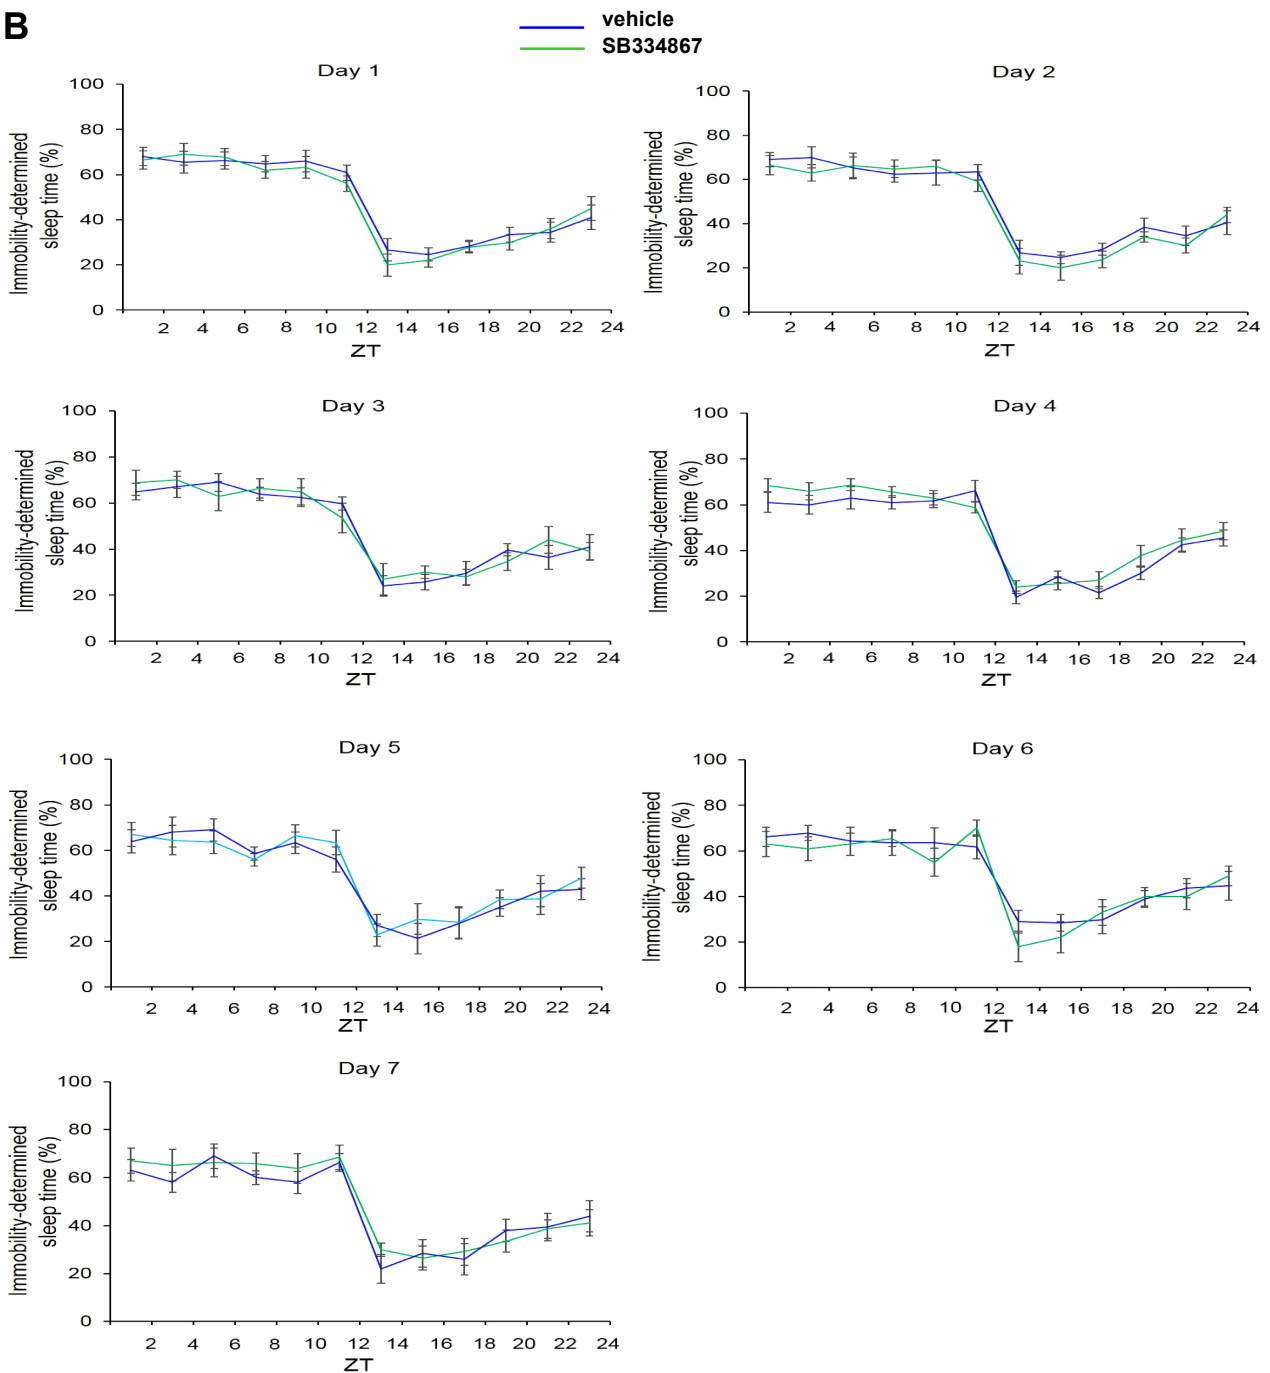 B
vehicle
SB334867
Day 1
Immobility-determined
sleep time (%)
100
80
60
40
20
0
2 4 6 8 10 12 14 16 18 20 22 24
ZT
Day 2
Immobility-determined
sleep time (%)
100
80
60
40
20
0
2 4 6 8 10 12 14 16 18 20 22 24
ZT
Day 3
Immobility-determined
sleep time (%)
100
80
60
40
20
0
2 4 6 8 10 12 14 16 18 20 22 24
ZT
Day 4
Immobility-determined
sleep time (%)
100
80
60
40
20
0
2 4 6 8 10 12 14 16 18 20 22 24
ZT
Day 5
Immobility-determined
sleep time (%)
100
80
60
40
20
0
2 4 6 8 10 12 14 16 18 20 22 24
ZT
Day 6
Immobility-determined
sleep time (%)
100
80
60
40
20
0
2 4 6 8 10 12 14 16 18 20 22 24
ZT
Day 7
Immobility-determined
sleep time (%)
100
80
60
40
20
0
2 4 6 8 10 12 14 16 18 20 22 24
ZT